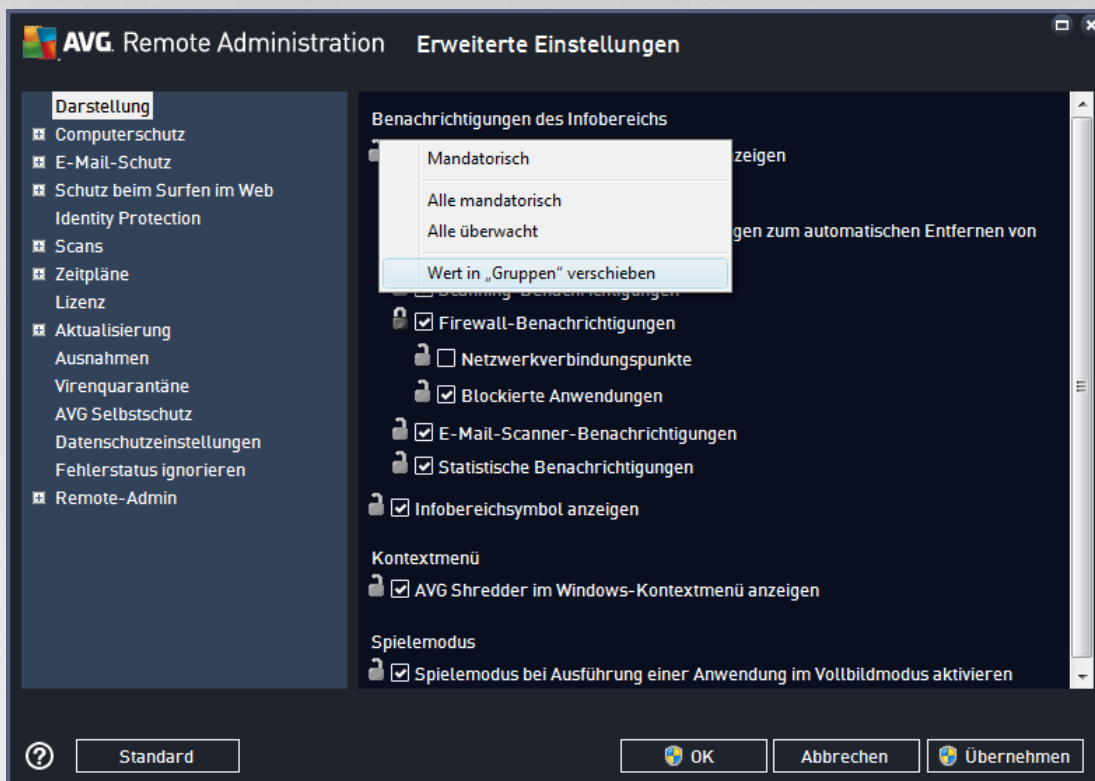 AVG. Remote Administration Erweiterte Einstellungen
Darstellung
Computerschutz
E-Mail-Schutz
Schutz beim Surfen im Web
Identity Protection
Scans
Zeitpläne
Lizenz
Aktualisierung
Ausnahmen
Virenquarantäne
AVG Selbstschutz
Datenschutzeinstellungen
Fehlerstatus ignorieren
Remote-Admin
Benachrichtigungen des Infobereichs
zeigen
Mandatorisch
Alle mandatorisch
Alle überwacht
gen zum automatischen Entfernen von
Wert in „Gruppen“ verschieben
Scanning-Benachrichtigungen
Firewall-Benachrichtigungen
Netzwerkverbindungspunkte
Blockierte Anwendungen
E-Mail-Scanner-Benachrichtigungen
Statistische Benachrichtigungen
Infobereichsymbol anzeigen
Kontextmenü
AVG Shredder im Windows-Kontextmenü anzeigen
Spielemodus
Spielemodus bei Ausführung einer Anwendung im Vollbildmodus aktivieren
Standard
OK
Abbrechen
Übernehmen